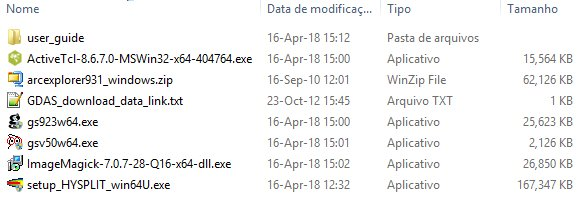 Nome Data de modificaç... Tipo Tamanho
user_guide 16-Apr-18 15:12 Pasta de arquivos
ActiveTcl-8.6.7.0-MSWin32-x64-404764.exe 16-Apr-18 15:01 Aplicativo 15,564 KB
arcexplorer931_windows.zip 16-Sep-10 12:01 WinZip File 62,126 KB
GDAS_download_data_link.txt 23-Oct-12 15:45 Arquivo TXT 1 KB
gs923w64.exe 16-Apr-18 15:00 Aplicativo 25,623 KB
gsv50w64.exe 16-Apr-18 15:01 Aplicativo 2,126 KB
ImageMagick-7.0.7-28-Q16-x64-dll.exe 16-Apr-18 15:02 Aplicativo 26,850 KB
setup_HYSPLIT_win64U.exe 16-Apr-18 12:32 Aplicativo 167,347 KB